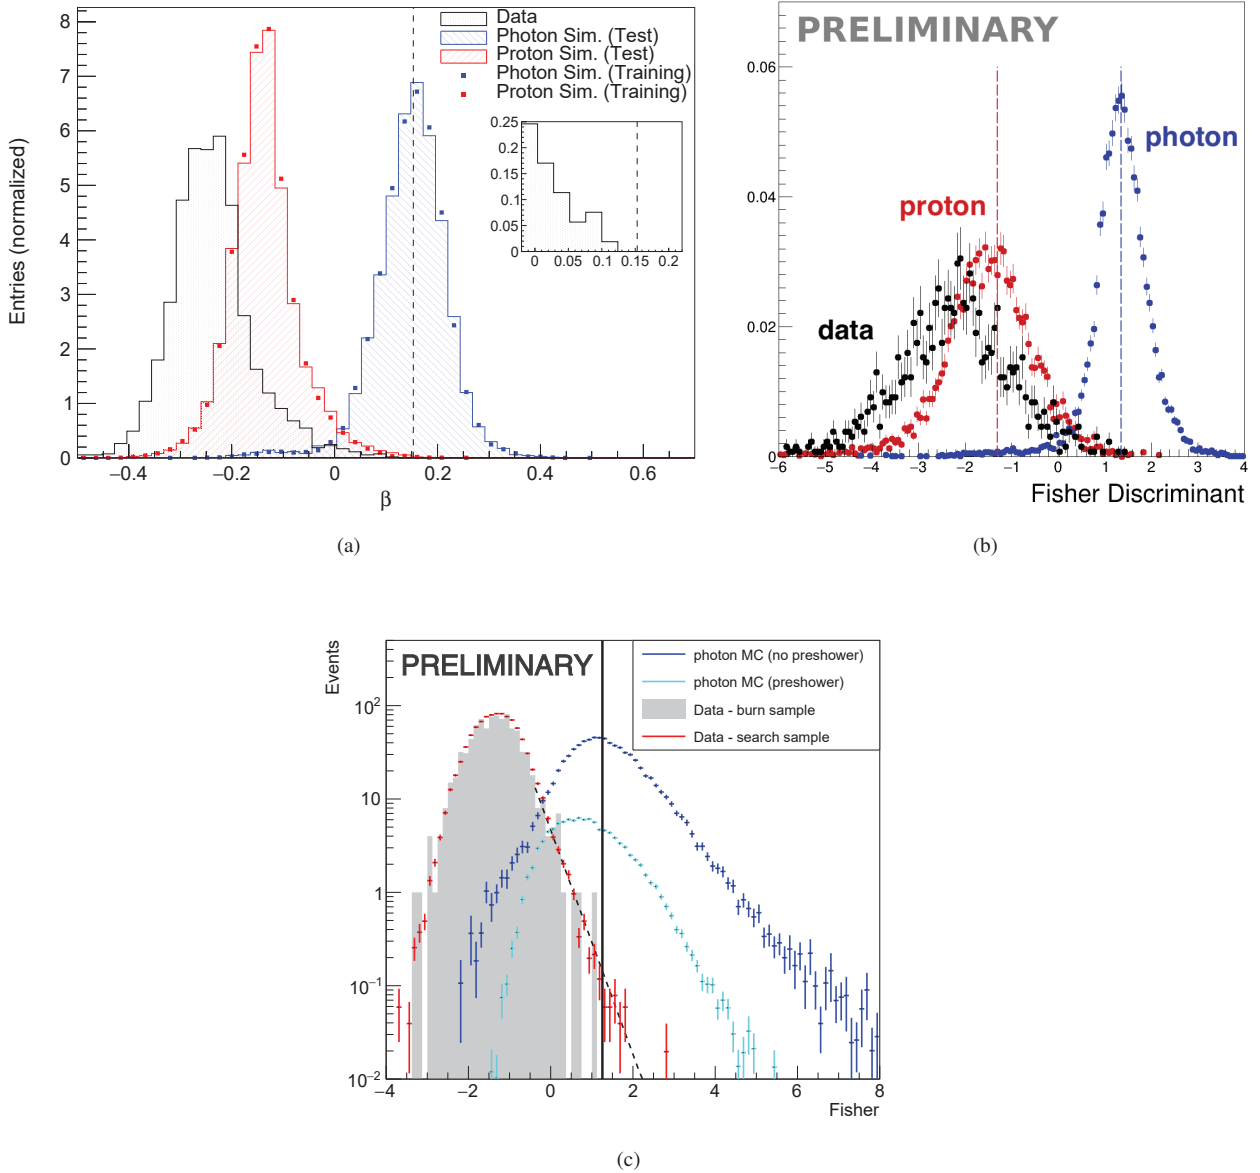 8
7
6
5
4
3
2
1
0
Entries (normalized)
−0.4
−0.2
0
0.2
0.4
0.6
β
Data
Photon Sim. (Test)
Proton Sim. (Test)
Photon Sim. (Training)
Proton Sim. (Training)
0.25
0.2
0.15
0.1
0.05
0
0
0.05
0.1
0.15
0.2
(a)
PRELIMINARY
0.06
0.04
0.02
0
photon
proton
data
−6
−5
−4
−3
−2
−1
0
1
2
3
4
Fisher Discriminant
(b)
Events
PRELIMINARY
photon MC (no preshower)
photon MC (preshower)
Data - burn sample
Data - search sample
10²
10
1
10⁻¹
10⁻²
−4
−2
0
2
4
6
8
Fisher
(c)